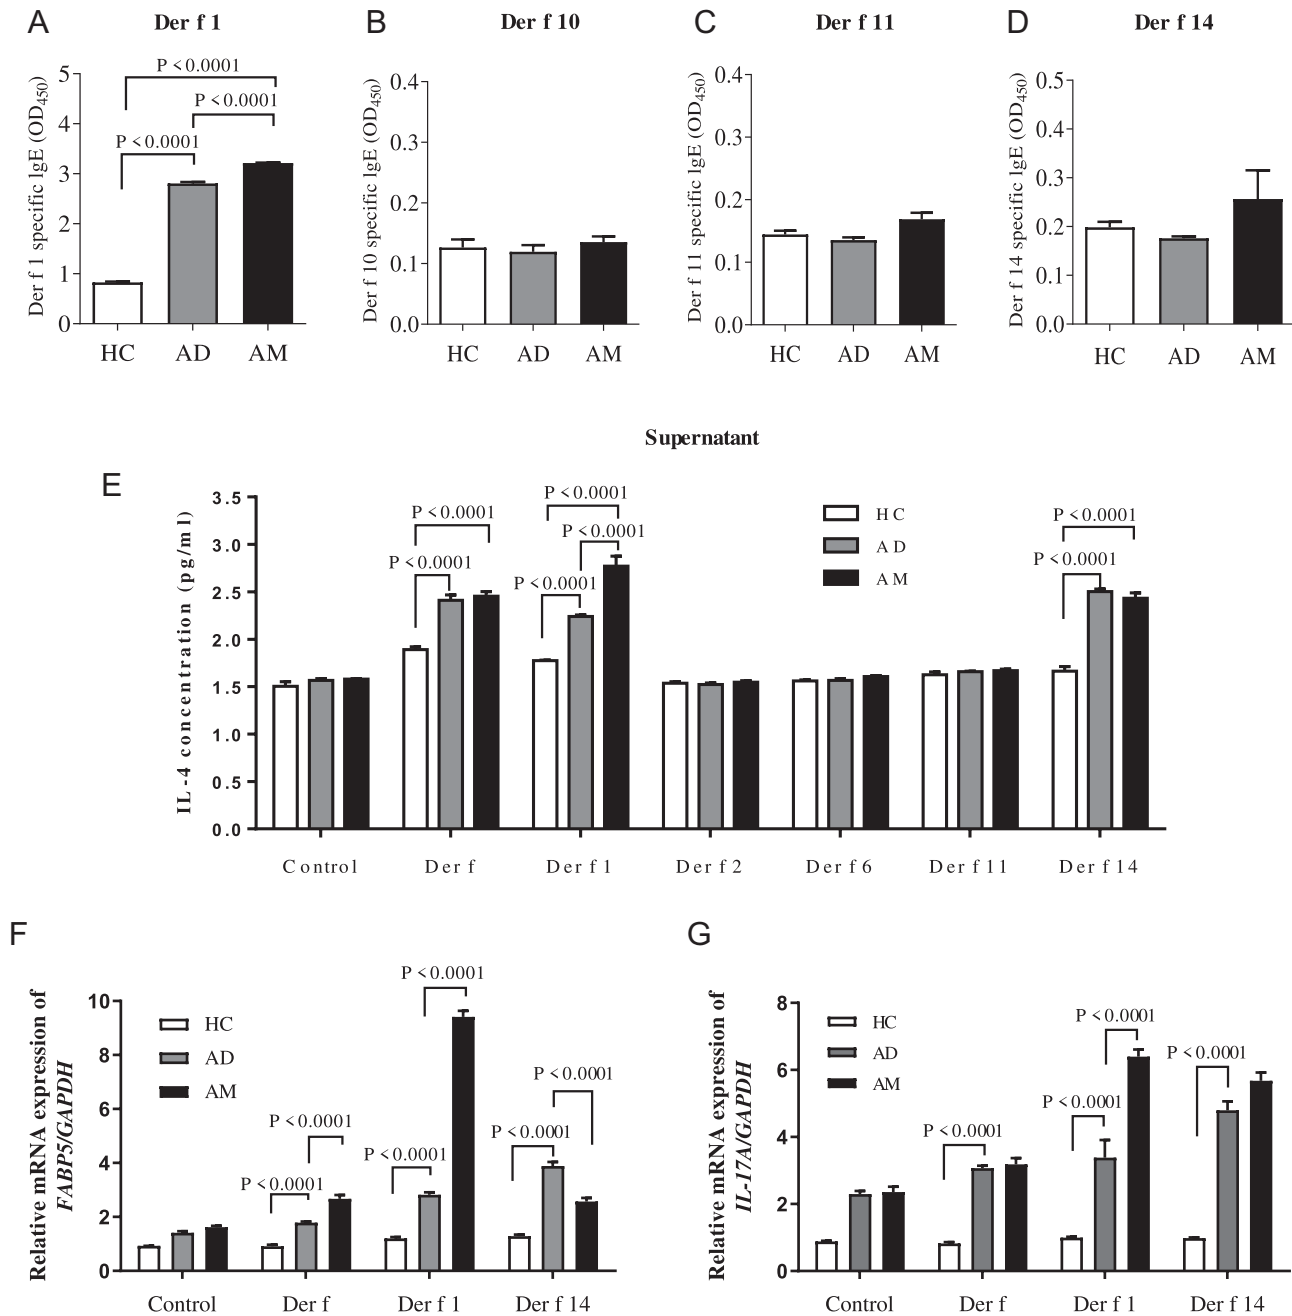 A
Der f 1
Der f 1 specific IgE (OD450)
5
4
3
2
1
0
P < 0.0001
P < 0.0001
P < 0.0001
HC AD AM
B
Der f 10
Der f 10 specific IgE (OD450)
0.4
0.3
0.2
0.1
0.0
HC AD AM
C
Der f 11
Der f 11 specific IgE (OD450)
0.4
0.3
0.2
0.1
0.0
HC AD AM
D
Der f 14
Der f 14 specific IgE (OD450)
0.5
0.4
0.3
0.2
0.1
0.0
HC AD AM
Supernatant
E
IL-4 concentration (pg/ml)
3.5
3.0
2.5
2.0
1.5
1.0
0.5
0.0
P < 0.0001
P < 0.0001
P < 0.0001
P < 0.0001
P < 0.0001
P < 0.0001
P < 0.0001
HC
AD
AM
Control Der f Der f 1 Der f 2 Der f 6 Der f 11 Der f 14
F
Relative mRNA expression of
FABP5/GAPDH
10
8
6
4
2
0
HC
AD
AM
P < 0.0001
P < 0.0001
P < 0.0001
P < 0.0001
P < 0.0001
P < 0.0001
Control Der f Der f 1 Der f 14
G
Relative mRNA expression of
IL-17A/GAPDH
8
6
4
2
0
HC
AD
AM
P < 0.0001
P < 0.0001
P < 0.0001
P < 0.0001
Control Der f Der f 1 Der f 14